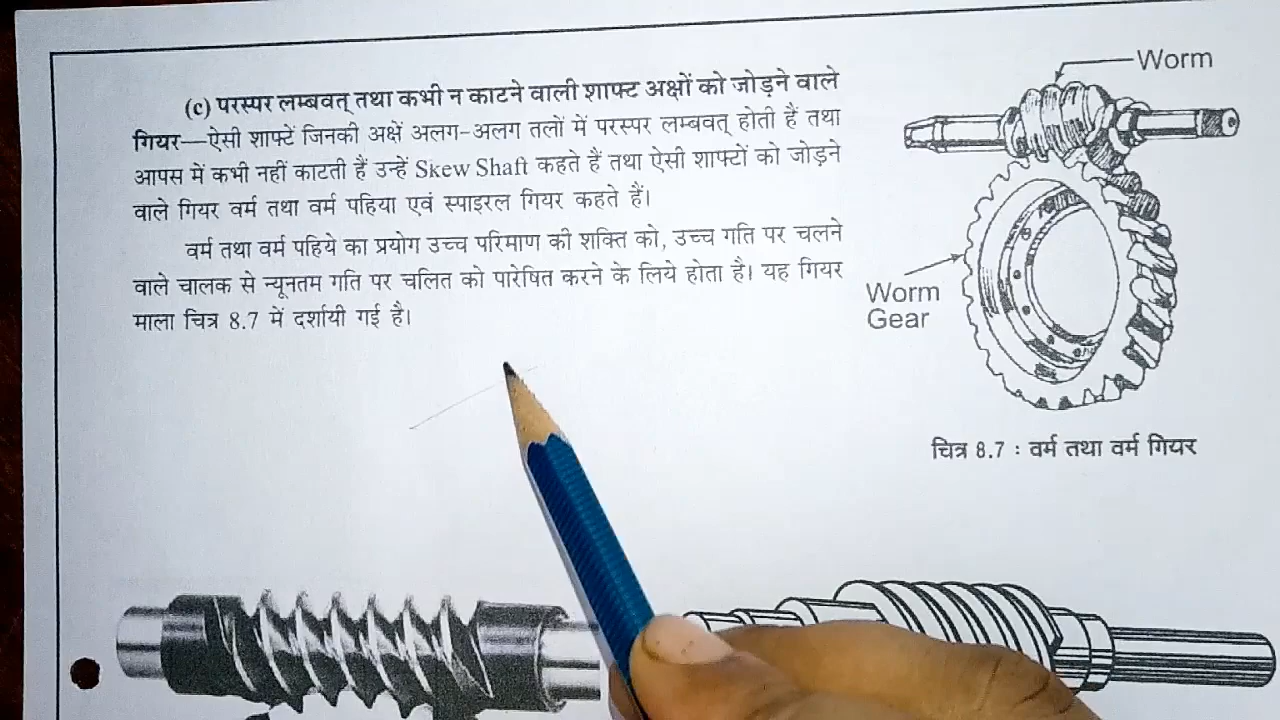 (c) परस्पर लम्बवत् तथा कभी न काटने वाली शाफ्ट अक्षों को जोड़ने वाले
गियर—ऐसी शाफ्टें जिनकी अक्षें अलग-अलग तलों में परस्पर लम्बवत् होती हैं तथा
आपस में कभी नहीं काटती हैं उन्हें Skew Shaft कहते हैं तथा ऐसी शाफ्टों को जोड़ने
वाले गियर वर्म तथा वर्म पहिया एवं स्पाइरल गियर कहते हैं।
वर्म तथा वर्म पहिये का प्रयोग उच्च परिमाण की शक्ति को, उच्च गति पर चलने
वाले चालक से न्यूनतम गति पर चलित को पारेषित करने के लिये होता है। यह गियर
माला चित्र 8.7 में दर्शायी गई है।
Worm
Worm
Gear
चित्र 8.7 : वर्म तथा वर्म गियर